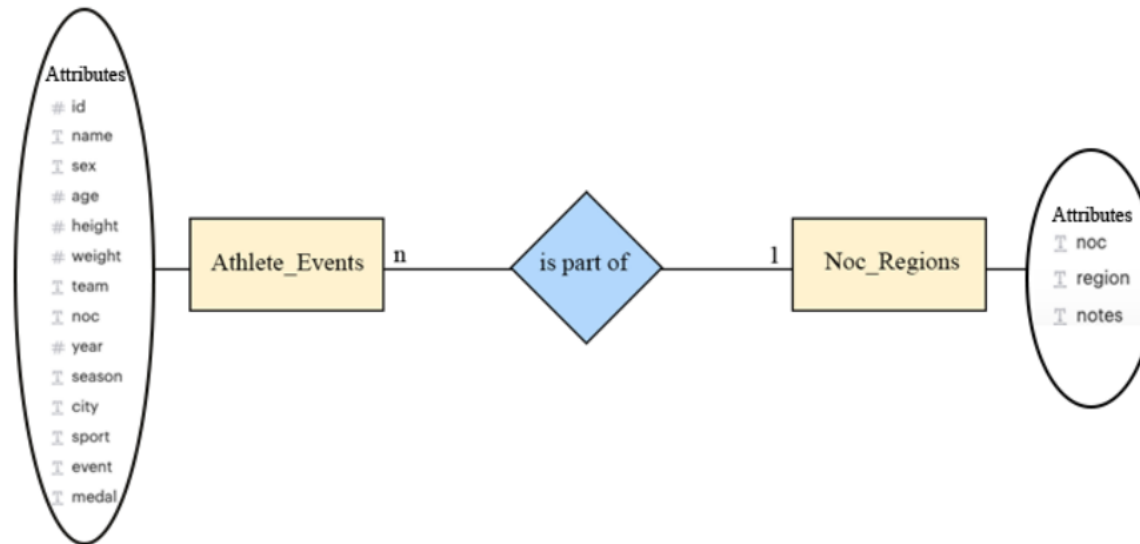 Attributes
# id
T name
T sex
# age
# height
# weight
T team
T noc
# year
T season
T city
T sport
T event
T medal
Athlete_Events
n
is part of
1
Noc_Regions
Attributes
T noc
T region
T notes